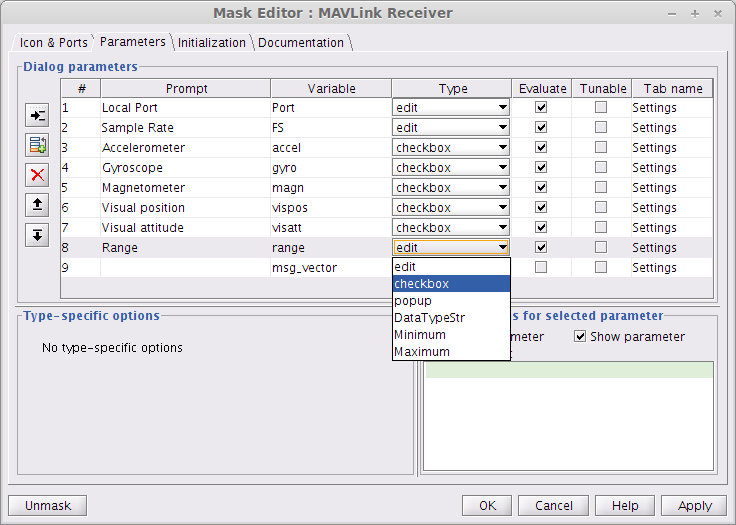 Mask Editor : MAVLink Receiver
Icon & Ports Parameters Initialization Documentation
Dialog parameters
# Prompt Variable Type Evaluate Tunable Tab name
1 Local Port Port edit Settings
2 Sample Rate FS edit Settings
3 Accelerometer accel checkbox Settings
4 Gyroscope gyro checkbox Settings
5 Magnetometer magn checkbox Settings
6 Visual position vispos checkbox Settings
7 Visual attitude visatt checkbox Settings
8 Range range edit Settings
9 msg_vector Settings
edit
checkbox
popup
DataTypeStr
Minimum
Maximum
Type-specific options
No type-specific options
for selected parameter
Show parameter
Unmask OK Cancel Help Apply